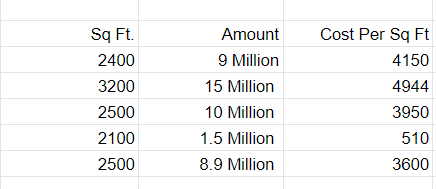 Sq Ft. Amount Cost Per Sq Ft
2400 9 Million 4150
3200 15 Million 4944
2500 10 Million 3950
2100 1.5 Million 510
2500 8.9 Million 3600